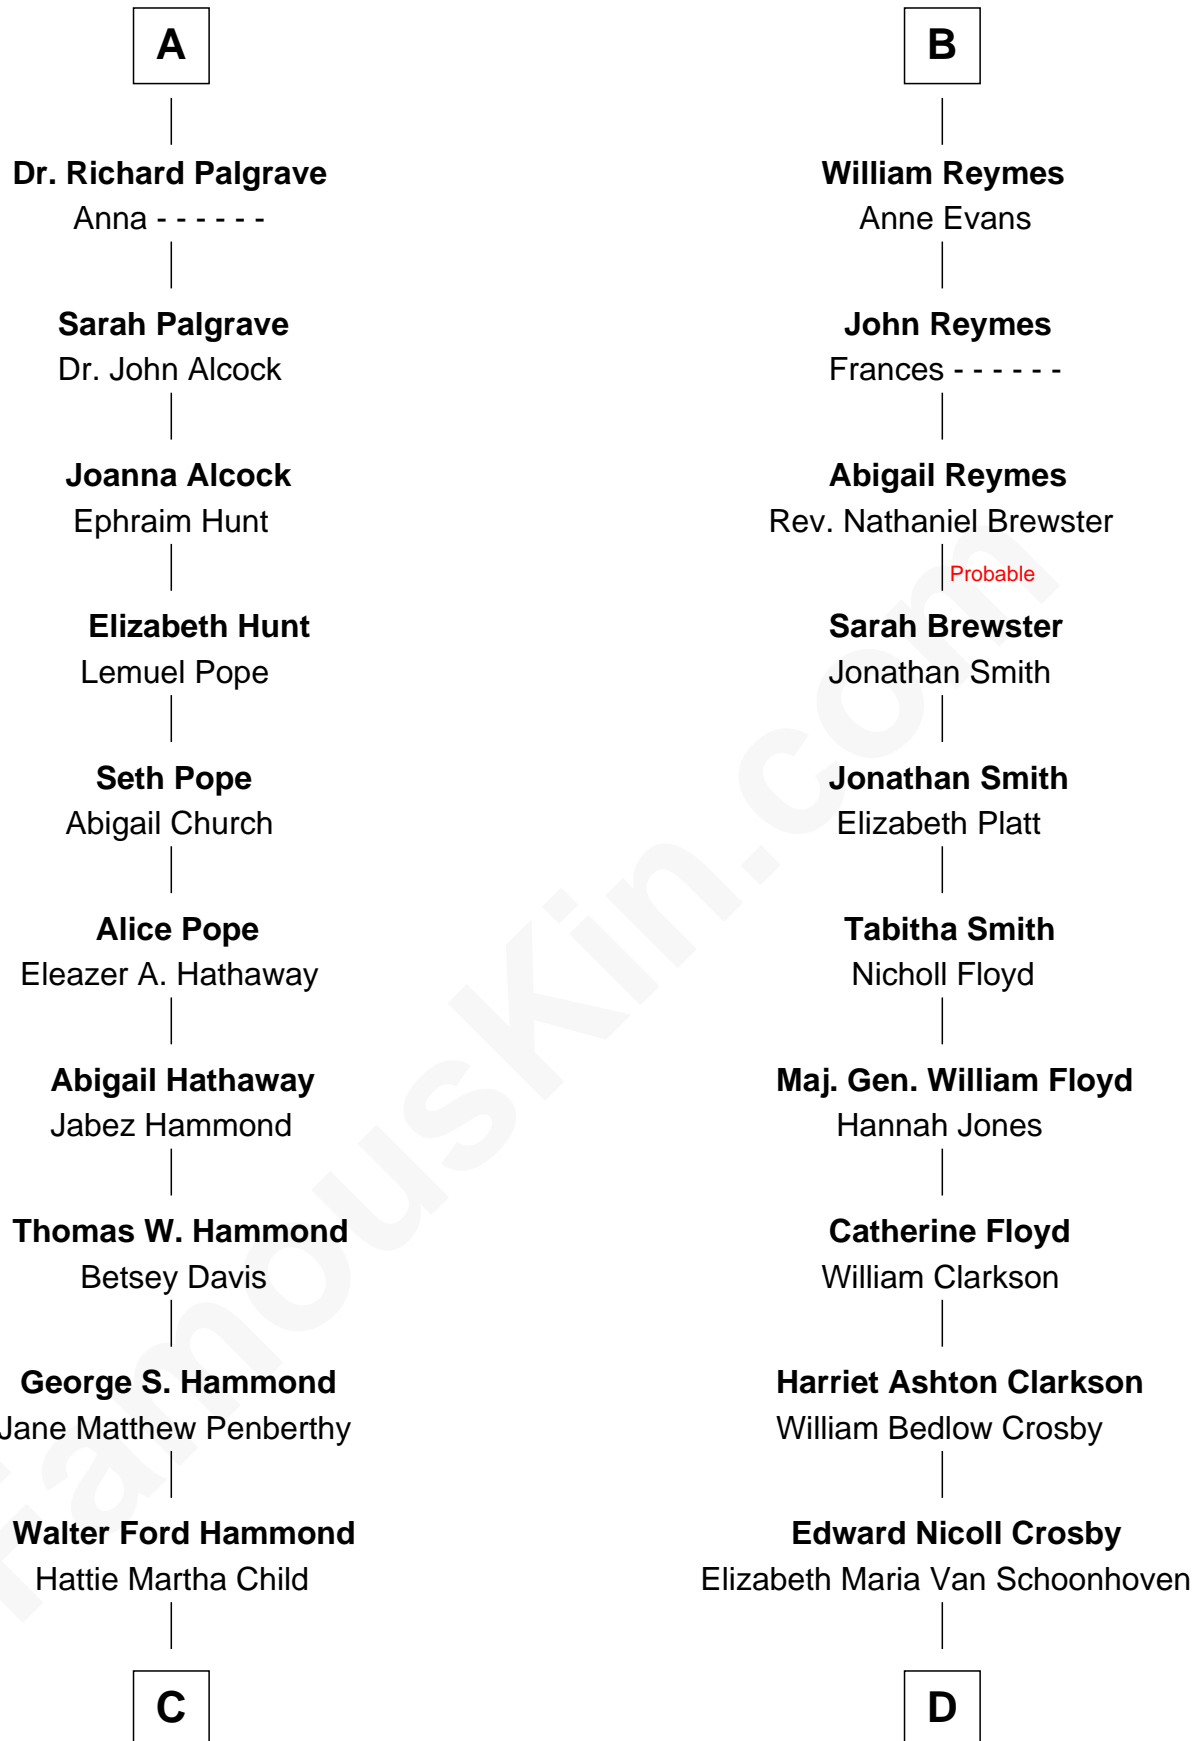 A
Dr. Richard Palgrave
Anna - - - - - -
Sarah Palgrave
Dr. John Alcock
Joanna Alcock
Ephraim Hunt
Elizabeth Hunt
Lemuel Pope
Seth Pope
Abigail Church
Alice Pope
Eleazer A. Hathaway
Abigail Hathaway
Jabez Hammond
Thomas W. Hammond
Betsey Davis
George S. Hammond
Jane Matthew Penberthy
Walter Ford Hammond
Hattie Martha Child
C
B
William Reymes
Anne Evans
John Reymes
Frances - - - - - -
Abigail Reymes
Rev. Nathaniel Brewster
Probable
Sarah Brewster
Jonathan Smith
Jonathan Smith
Elizabeth Platt
Tabitha Smith
Nicholl Floyd
Maj. Gen. William Floyd
Hannah Jones
Catherine Floyd
William Clarkson
Harriet Ashton Clarkson
William Bedlow Crosby
Edward Nicoll Crosby
Elizabeth Maria Van Schoonhoven
D
FamousKin.com